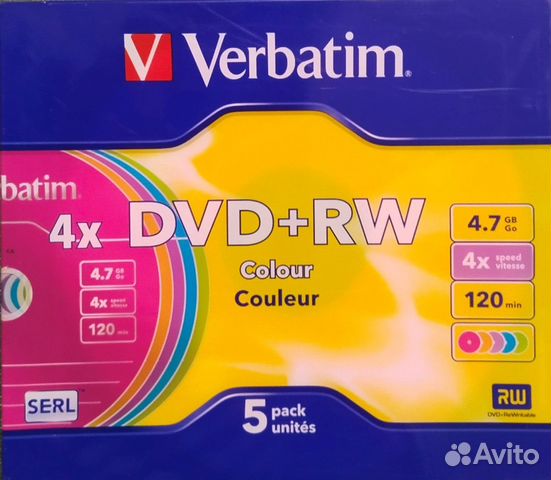 Verbatim®
batim
4x DVD+RW
Colour
Couleur
4.7 GB Go
4x speed vitesse
120 min
4.7 GB Go
4x speed vitesse
120 min
SERL™
5 pack unités
RW
DVD+ReWritable
Avito